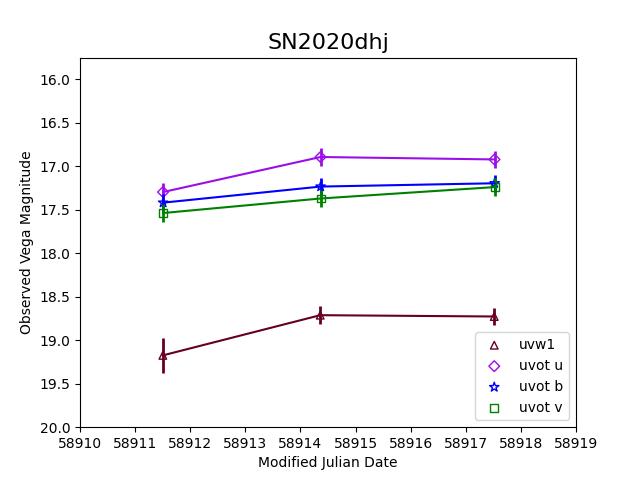 SN2020dhj
Observed Vega Magnitude
16.0
16.5
17.0
17.5
18.0
18.5
19.0
19.5
20.0
uvw1
uvot u
uvot b
uvot v
58910 58911 58912 58913 58914 58915 58916 58917 58918 58919
Modified Julian Date